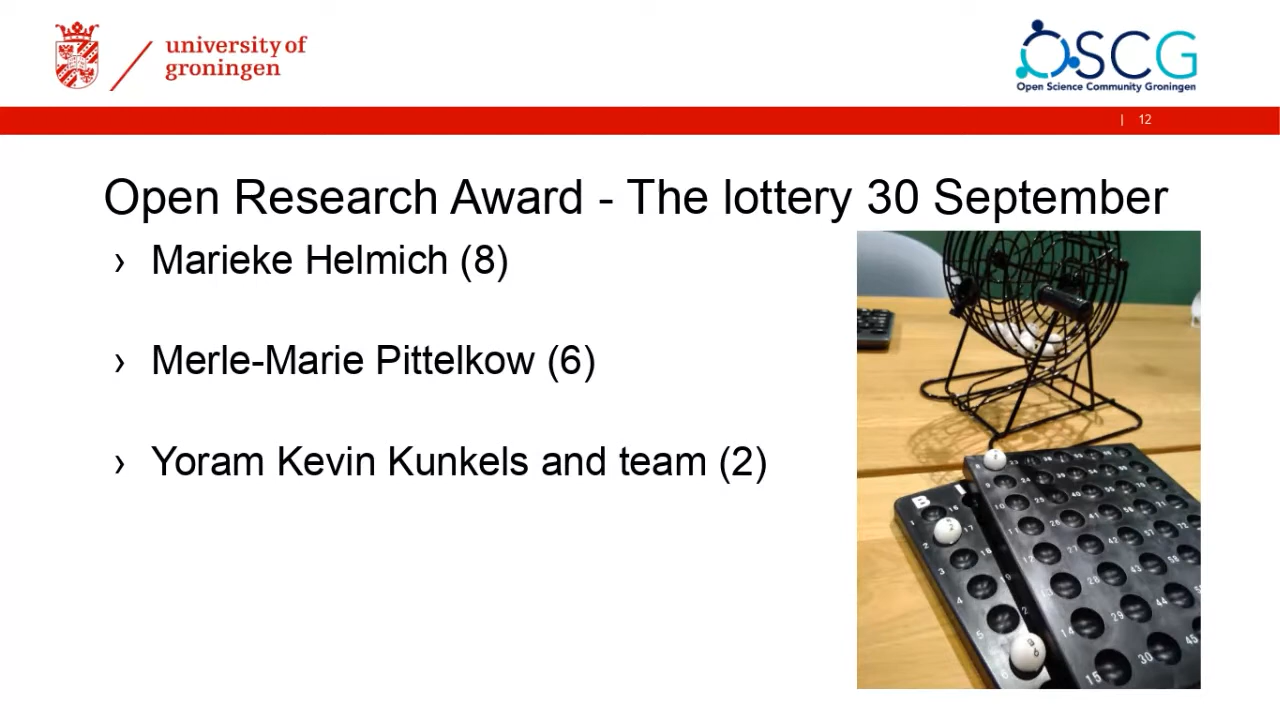 university of
groningen
OSCG
Open Science Community Groningen
| 12
Open Research Award - The lottery 30 September
› Marieke Helmich (8)
› Merle-Marie Pittelkow (6)
› Yoram Kevin Kunkels and team (2)
B I